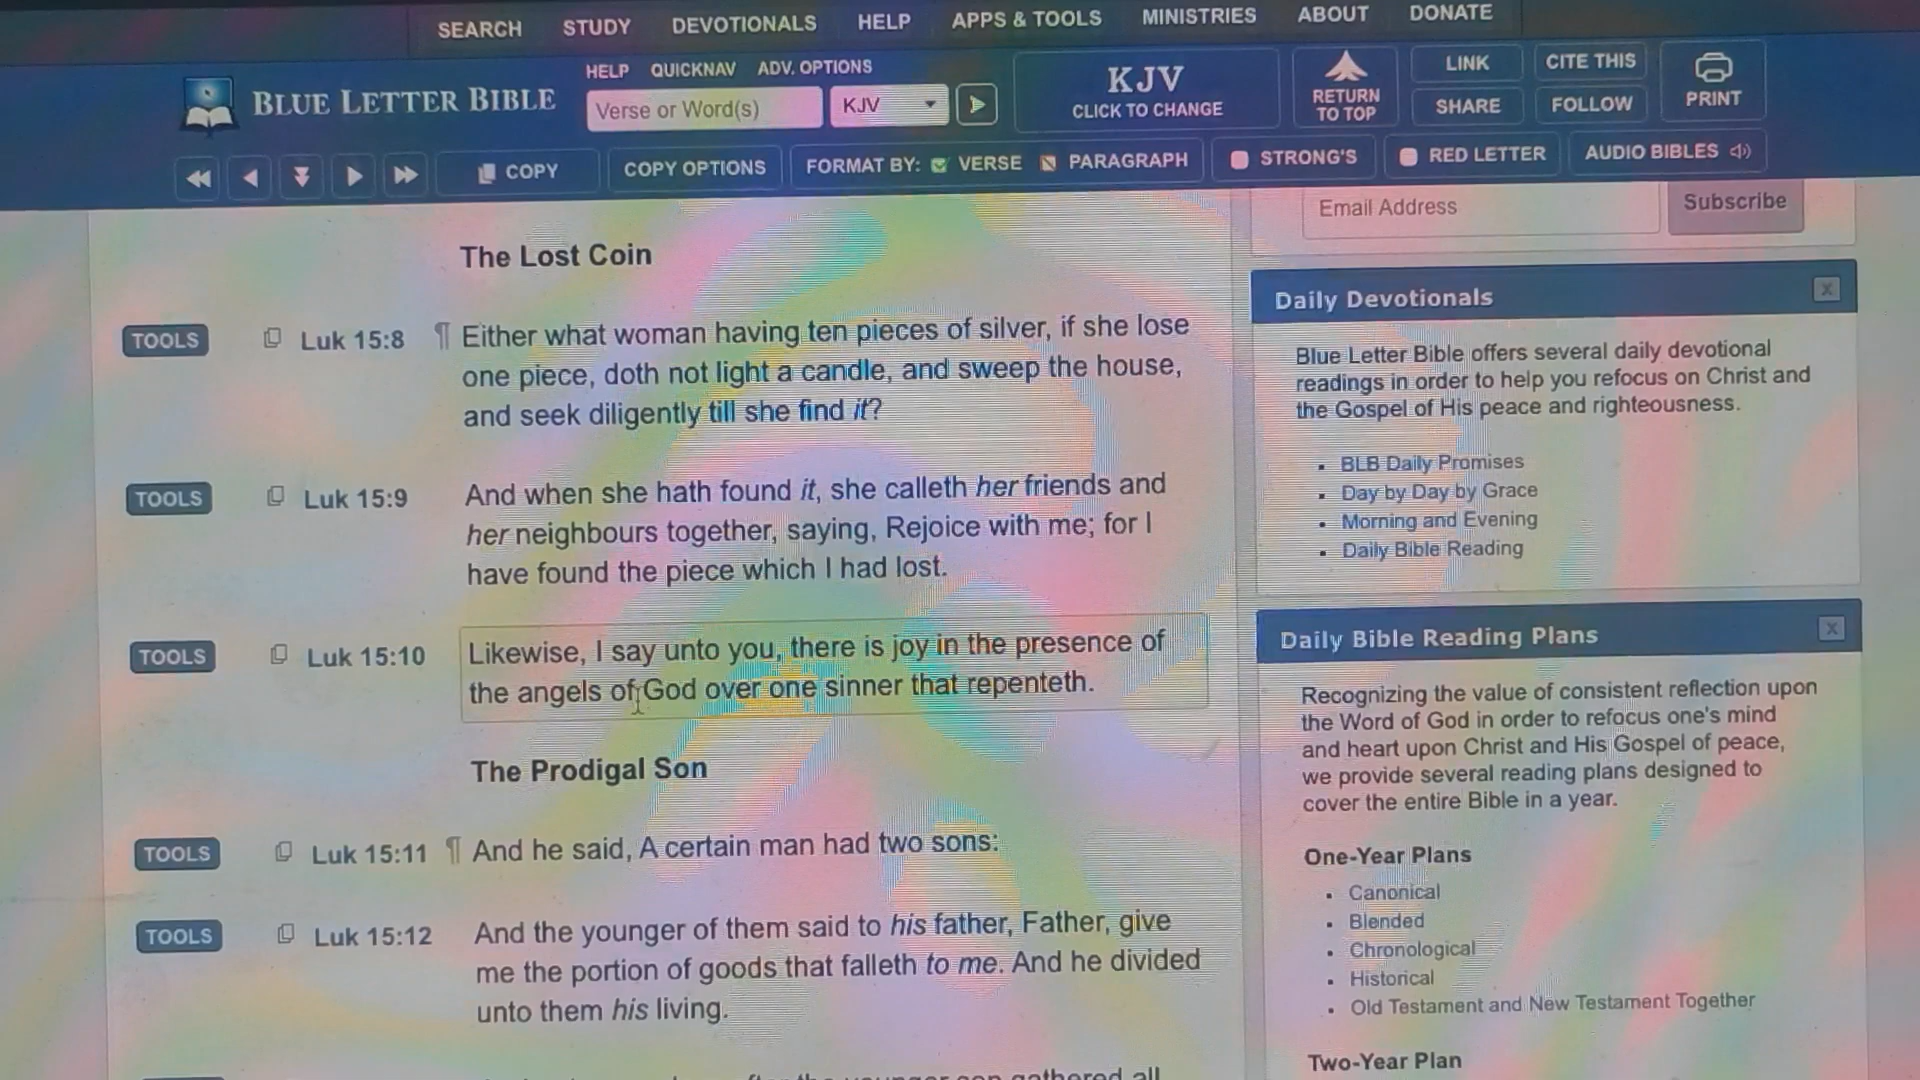 SEARCH STUDY DEVOTIONALS HELP APPS & TOOLS MINISTRIES ABOUT DONATE
BLUE LETTER BIBLE
HELP QUICKNAV ADV. OPTIONS
Verse or Word(s) KJV
KJV
CLICK TO CHANGE
RETURN
TO TOP
LINK CITE THIS
SHARE FOLLOW
PRINT
COPY COPY OPTIONS FORMAT BY: VERSE PARAGRAPH STRONG'S RED LETTER AUDIO BIBLES
The Lost Coin
TOOLS Luk 15:8 ¶ Either what woman having ten pieces of silver, if she lose
one piece, doth not light a candle, and sweep the house,
and seek diligently till she find it?
TOOLS Luk 15:9 And when she hath found it, she calleth her friends and
her neighbours together, saying, Rejoice with me; for I
have found the piece which I had lost.
TOOLS Luk 15:10 Likewise, I say unto you, there is joy in the presence of
the angels of God over one sinner that repenteth.
The Prodigal Son
TOOLS Luk 15:11 ¶ And he said, A certain man had two sons:
TOOLS Luk 15:12 And the younger of them said to his father, Father, give
me the portion of goods that falleth to me. And he divided
unto them his living.
gathered all
Email Address Subscribe
Daily Devotionals x
Blue Letter Bible offers several daily devotional
readings in order to help you refocus on Christ and
the Gospel of His peace and righteousness.
BLB Daily Promises
Day by Day by Grace
Morning and Evening
Daily Bible Reading
Daily Bible Reading Plans x
Recognizing the value of consistent reflection upon
the Word of God in order to refocus one's mind
and heart upon Christ and His Gospel of peace,
we provide several reading plans designed to
cover the entire Bible in a year.
One-Year Plans
Canonical
Blended
Chronological
Historical
Old Testament and New Testament Together
Two-Year Plan